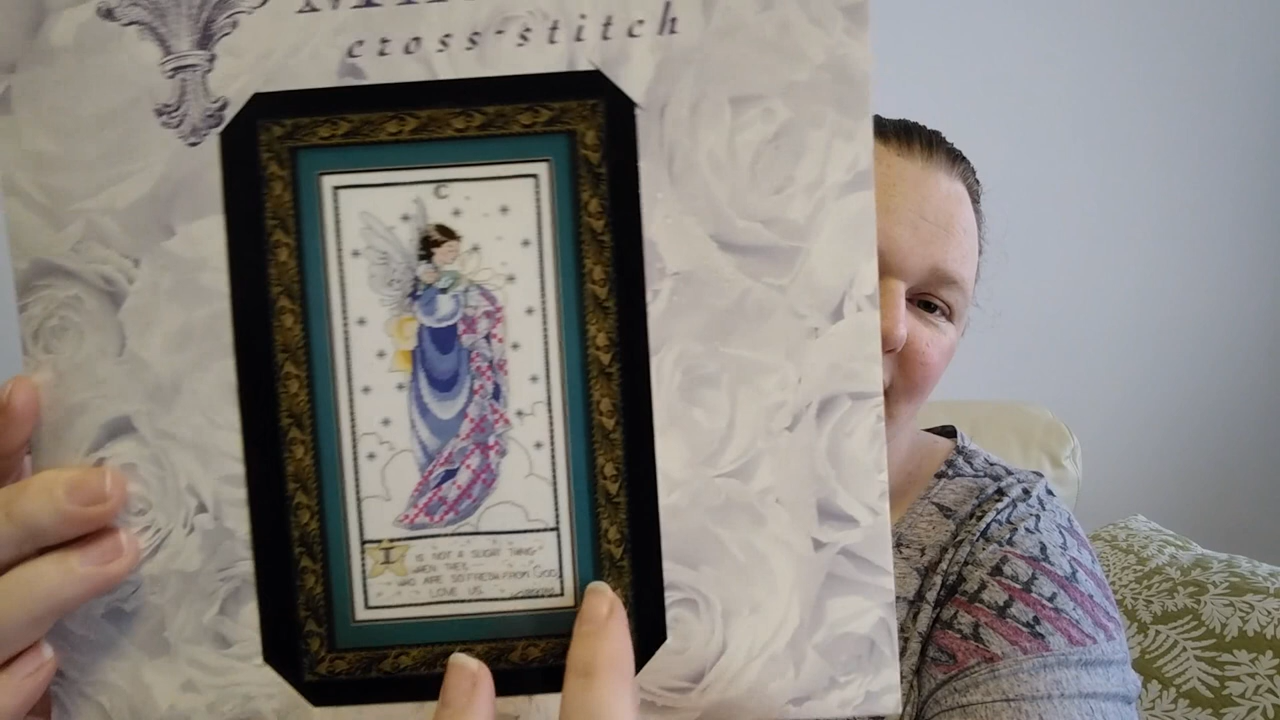 cross-stitch
C
I IS NOT A SLIGHT THING
WHEN THEY,
WHO ARE SO FRESH FROM GOD,
LOVE US.